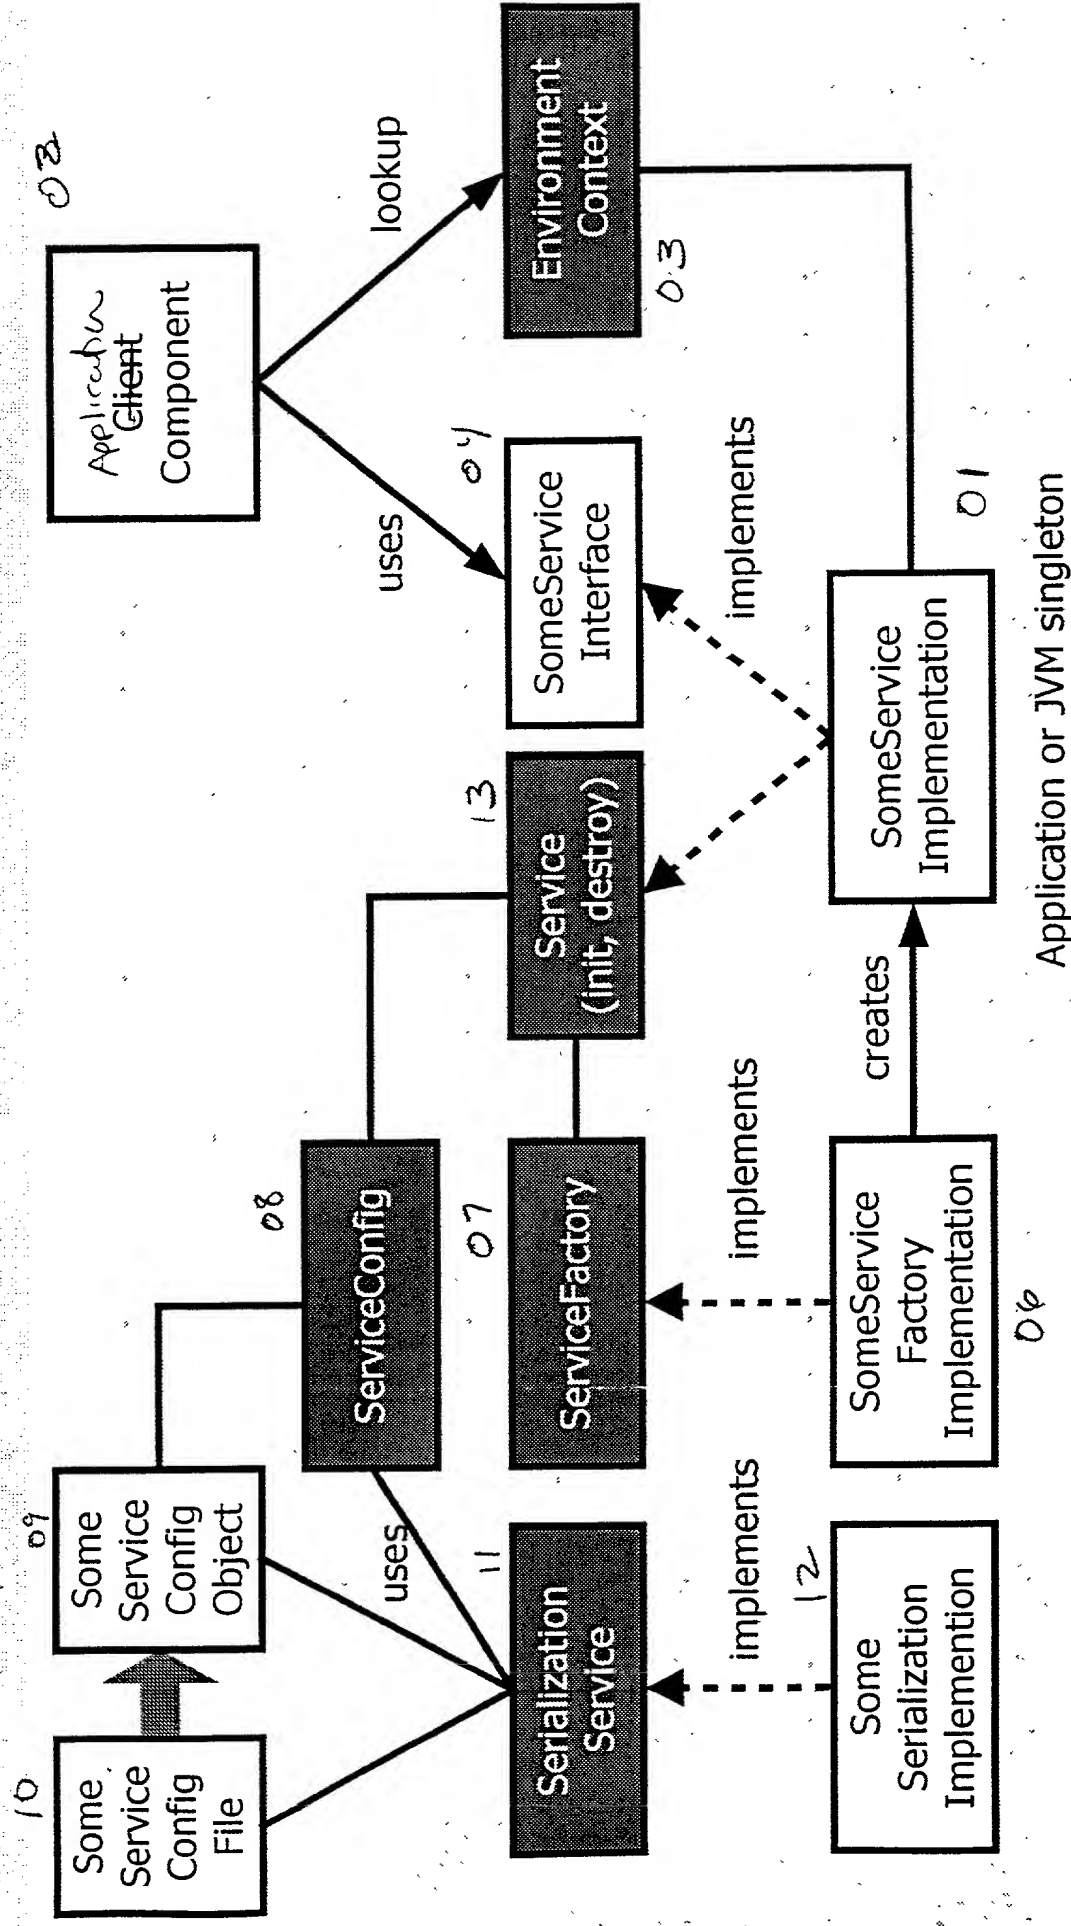 10
Some
Service
Config
File
09
Some
Service
Config
Object
Application
Client
Component
02
08
ServiceConfig
uses
uses
lookup
11
Serialization
Service
07
ServiceFactory
13
Service
(init, destroy)
04
SomeService
Interface
Environment
Context
03
implements
implements
implements
12
Some
Serialization
Implemention
SomeService
Factory
Implementation
06
creates
SomeService
Implementation
01
Application or JVM singleton